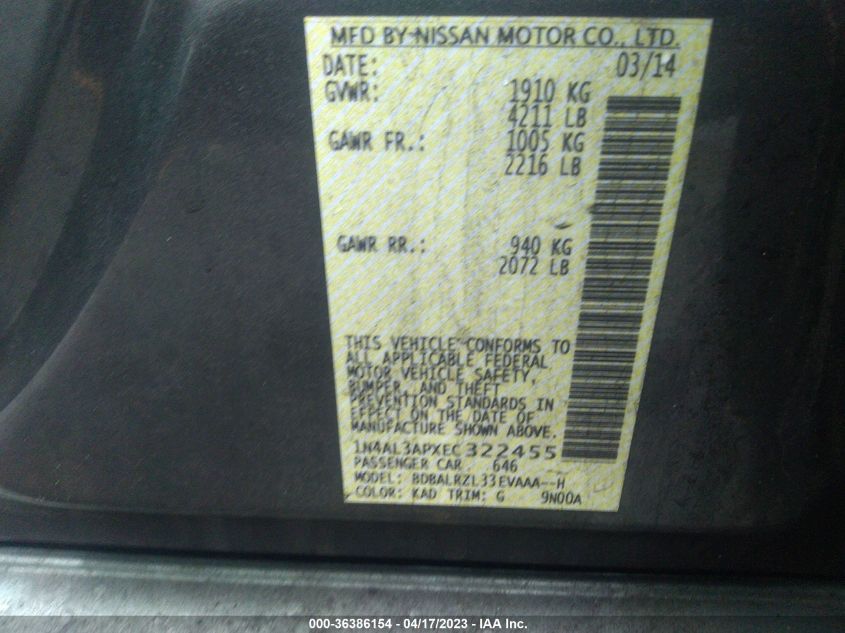 MFD BY NISSAN MOTOR CO., LTD.
DATE: 03/14
GVWR: 1910 KG
4211 LB
GAWR FR.: 1005 KG
2216 LB
GAWR RR.: 940 KG
2072 LB
THIS VEHICLE CONFORMS TO
ALL APPLICABLE FEDERAL
MOTOR VEHICLE SAFETY,
BUMPER, AND THEFT
PREVENTION STANDARDS IN
EFFECT ON THE DATE OF
MANUFACTURE SHOWN ABOVE.
1N4AL3APXEC322455
PASSENGER CAR 646
MODEL: BDBALRZL33EVAAA--H
COLOR: KAD TRIM: G 9N00A
000-36386154 - 04/17/2023 - IAA Inc.